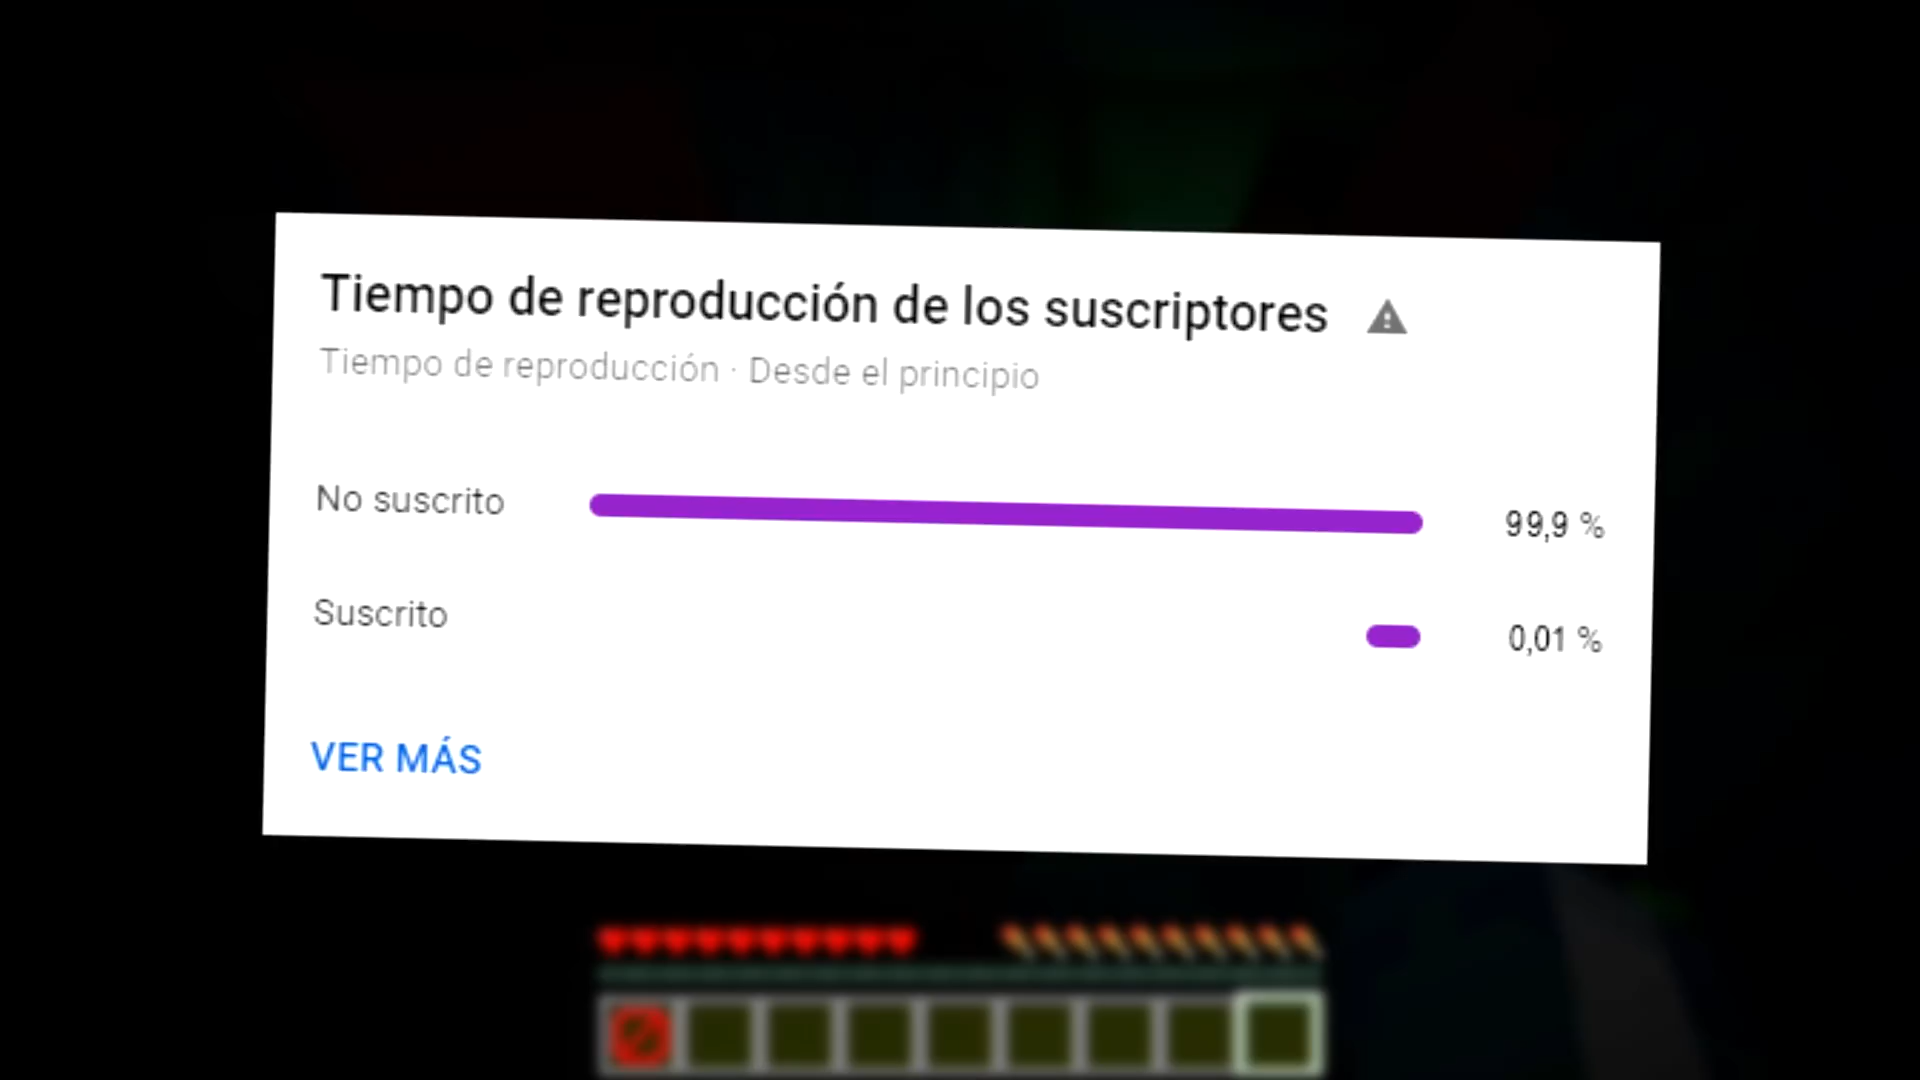 Tiempo de reproducción de los suscriptores
Tiempo de reproducción · Desde el principio
No suscrito 99,9 %
Suscrito 0,01 %
VER MÁS